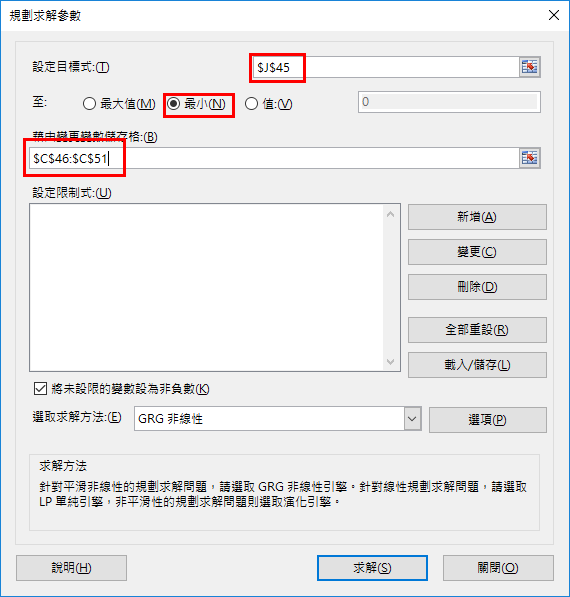 規劃求解參數
設定目標式:(T)
$J$45
至:
最大值(M)
最小(N)
值:(V)
0
藉由變更變數儲存格:(B)
$C$46:$C$51
設定限制式:(U)
新增(A)
變更(C)
刪除(D)
全部重設(R)
載入/儲存(L)
將未設限的變數設為非負數(K)
選取求解方法:(E)
GRG 非線性
選項(P)
求解方法
針對平滑非線性的規劃求解問題，請選取 GRG 非線性引擎。針對線性規劃求解問題，請選取
LP 單純引擎，非平滑性的規劃求解問題則選取演化引擎。
說明(H)
求解(S)
關閉(O)